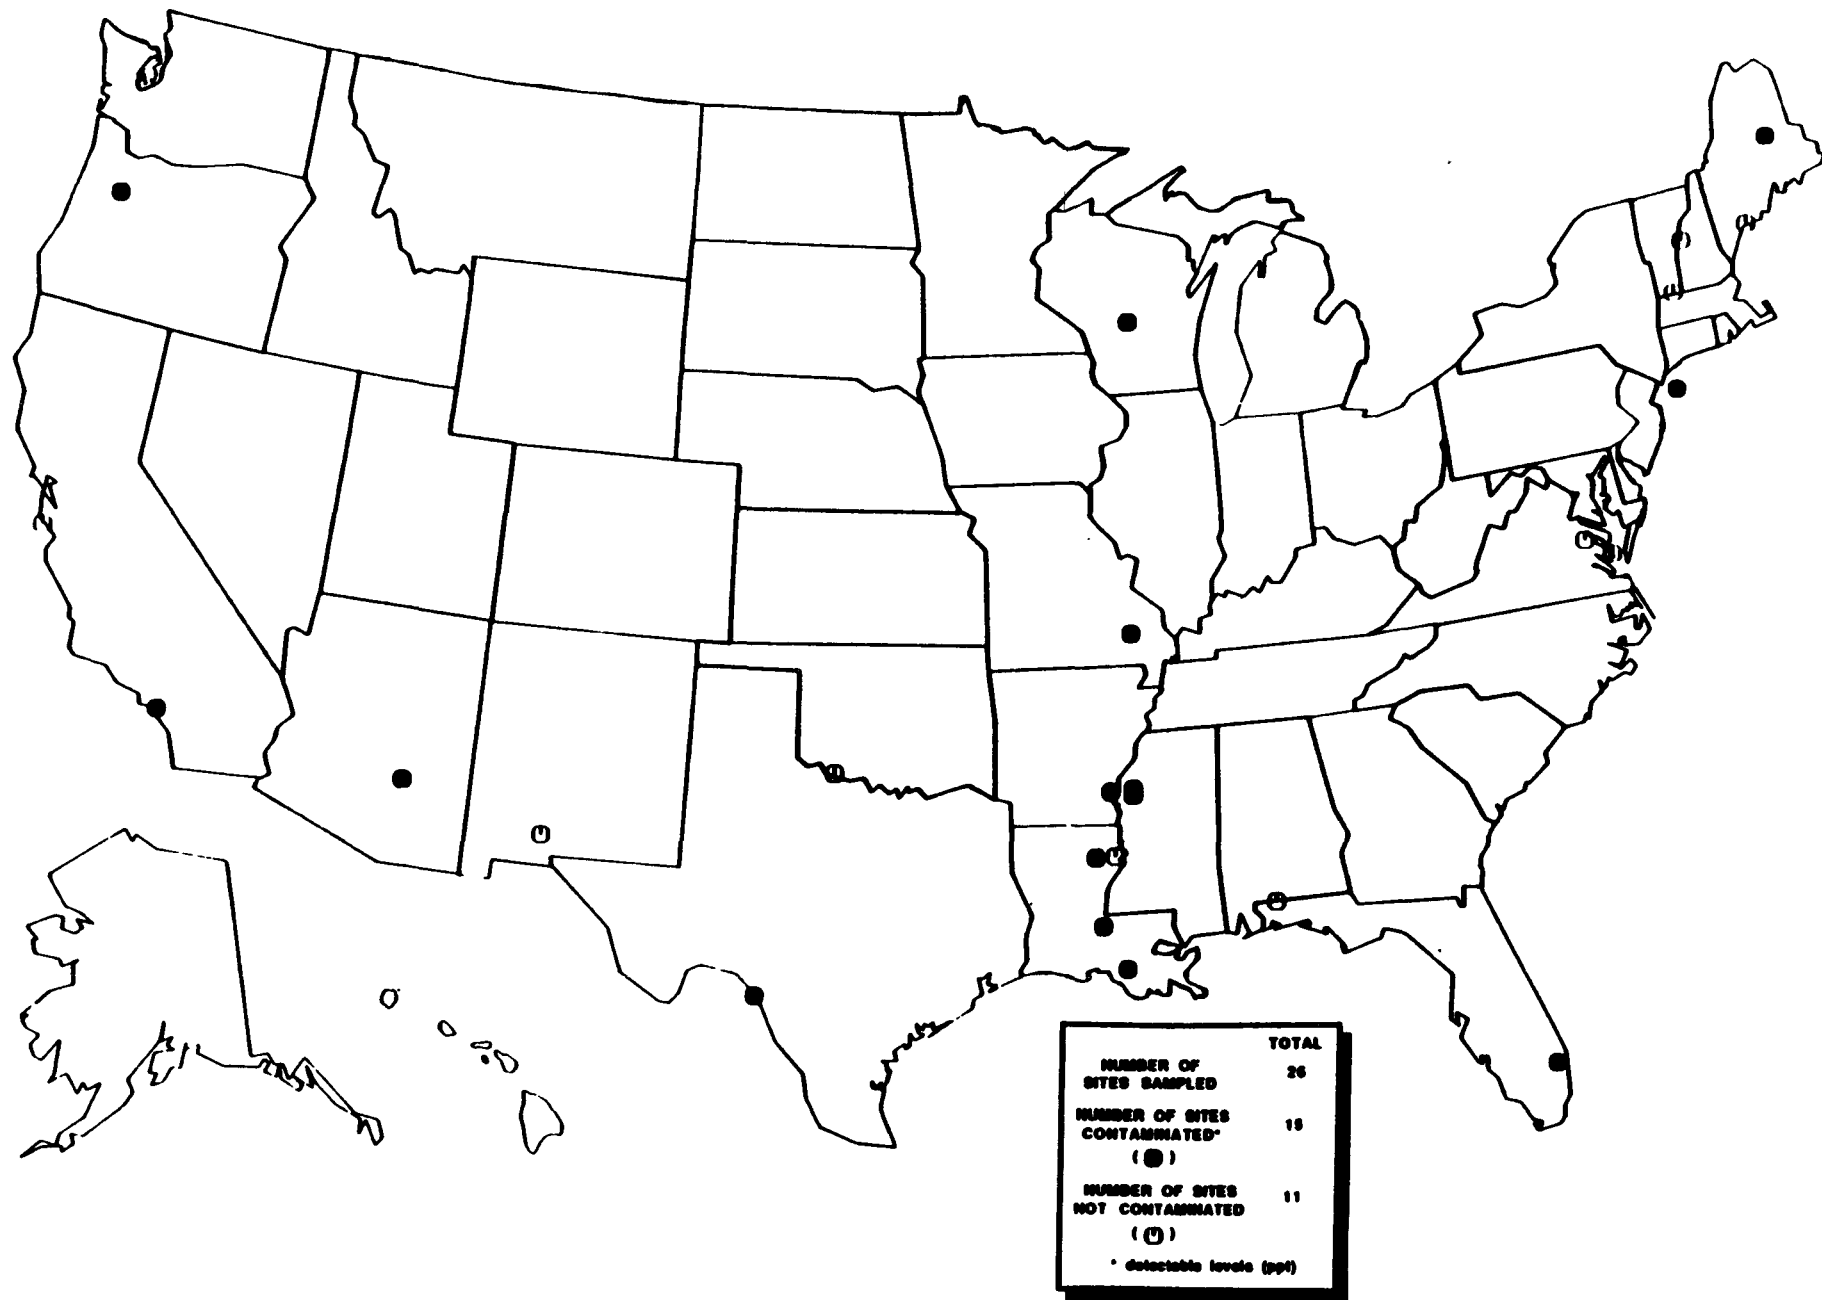 TOTAL
NUMBER OF
SITES SAMPLED 26
NUMBER OF SITES
CONTAMINATED* 15
( )
NUMBER OF SITES
NOT CONTAMINATED 11
( )
* detectable levels (ppt)